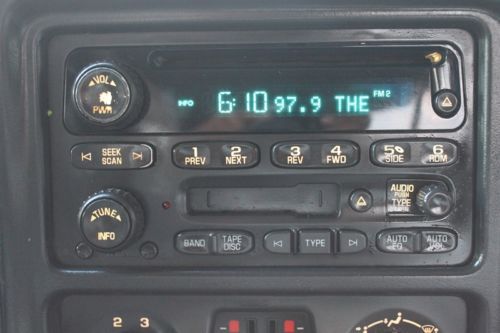 VOL
PWR
INFO 6:10 97.9 THE FM2
SEEK
SCAN
1
PREV
2
NEXT
3
REV
4
FWD
5
SIDE
6
RDM
TUNE
INFO
AUDIO
PUSH
TYPE
BAND
TAPE
DISC
TYPE
AUTO
EQ
AUTO
VOL
2 3